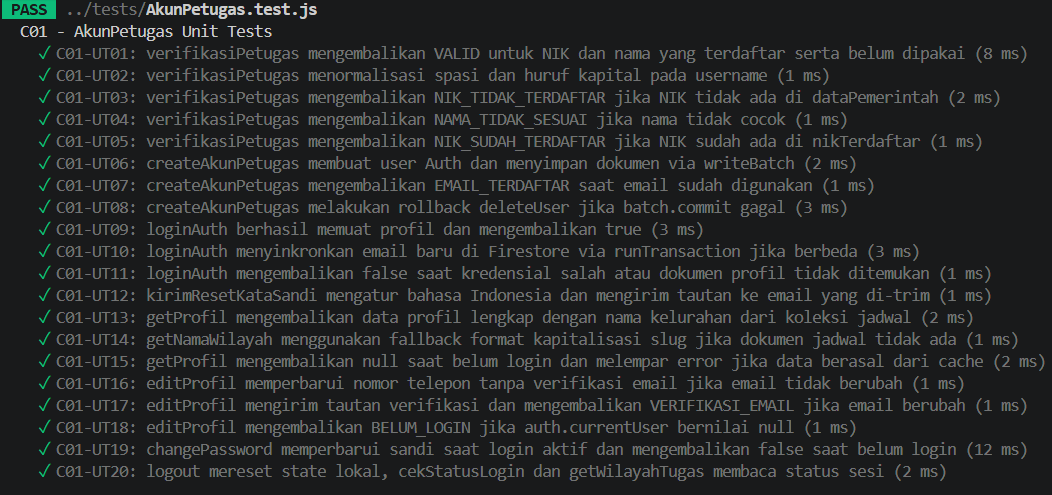 PASS ../tests/AkunPetugas.test.js
C01 - AkunPetugas Unit Tests
✓ C01-UT01: verifikasiPetugas mengembalikan VALID untuk NIK dan nama yang terdaftar serta belum dipakai (8 ms)
✓ C01-UT02: verifikasiPetugas menormalisasi spasi dan huruf kapital pada username (1 ms)
✓ C01-UT03: verifikasiPetugas mengembalikan NIK_TIDAK_TERDAFTAR jika NIK tidak ada di dataPemerintah (2 ms)
✓ C01-UT04: verifikasiPetugas mengembalikan NAMA_TIDAK_SESUAI jika nama tidak cocok (1 ms)
✓ C01-UT05: verifikasiPetugas mengembalikan NIK_SUDAH_TERDAFTAR jika NIK sudah ada di nikTerdaftar (1 ms)
✓ C01-UT06: createAkunPetugas membuat user Auth dan menyimpan dokumen via writeBatch (2 ms)
✓ C01-UT07: createAkunPetugas mengembalikan EMAIL_TERDAFTAR saat email sudah digunakan (1 ms)
✓ C01-UT08: createAkunPetugas melakukan rollback deleteUser jika batch.commit gagal (3 ms)
✓ C01-UT09: loginAuth berhasil memuat profil dan mengembalikan true (3 ms)
✓ C01-UT10: loginAuth menyinkronkan email baru di Firestore via runTransaction jika berbeda (3 ms)
✓ C01-UT11: loginAuth mengembalikan false saat kredensial salah atau dokumen profil tidak ditemukan (1 ms)
✓ C01-UT12: kirimResetKataSandi mengatur bahasa Indonesia dan mengirim tautan ke email yang di-trim (1 ms)
✓ C01-UT13: getProfil mengembalikan data profil lengkap dengan nama kelurahan dari koleksi jadwal (2 ms)
✓ C01-UT14: getNamaWilayah menggunakan fallback format kapitalisasi slug jika dokumen jadwal tidak ada (1 ms)
✓ C01-UT15: getProfil mengembalikan null saat belum login dan melempar error jika data berasal dari cache (2 ms)
✓ C01-UT16: editProfil memperbarui nomor telepon tanpa verifikasi email jika email tidak berubah (1 ms)
✓ C01-UT17: editProfil mengirim tautan verifikasi dan mengembalikan VERIFIKASI_EMAIL jika email berubah (1 ms)
✓ C01-UT18: editProfil mengembalikan BELUM_LOGIN jika auth.currentUser bernilai null (1 ms)
✓ C01-UT19: changePassword memperbarui sandi saat login aktif dan mengembalikan false saat belum login (12 ms)
✓ C01-UT20: logout mereset state lokal, cekStatusLogin dan getWilayahTugas membaca status sesi (2 ms)